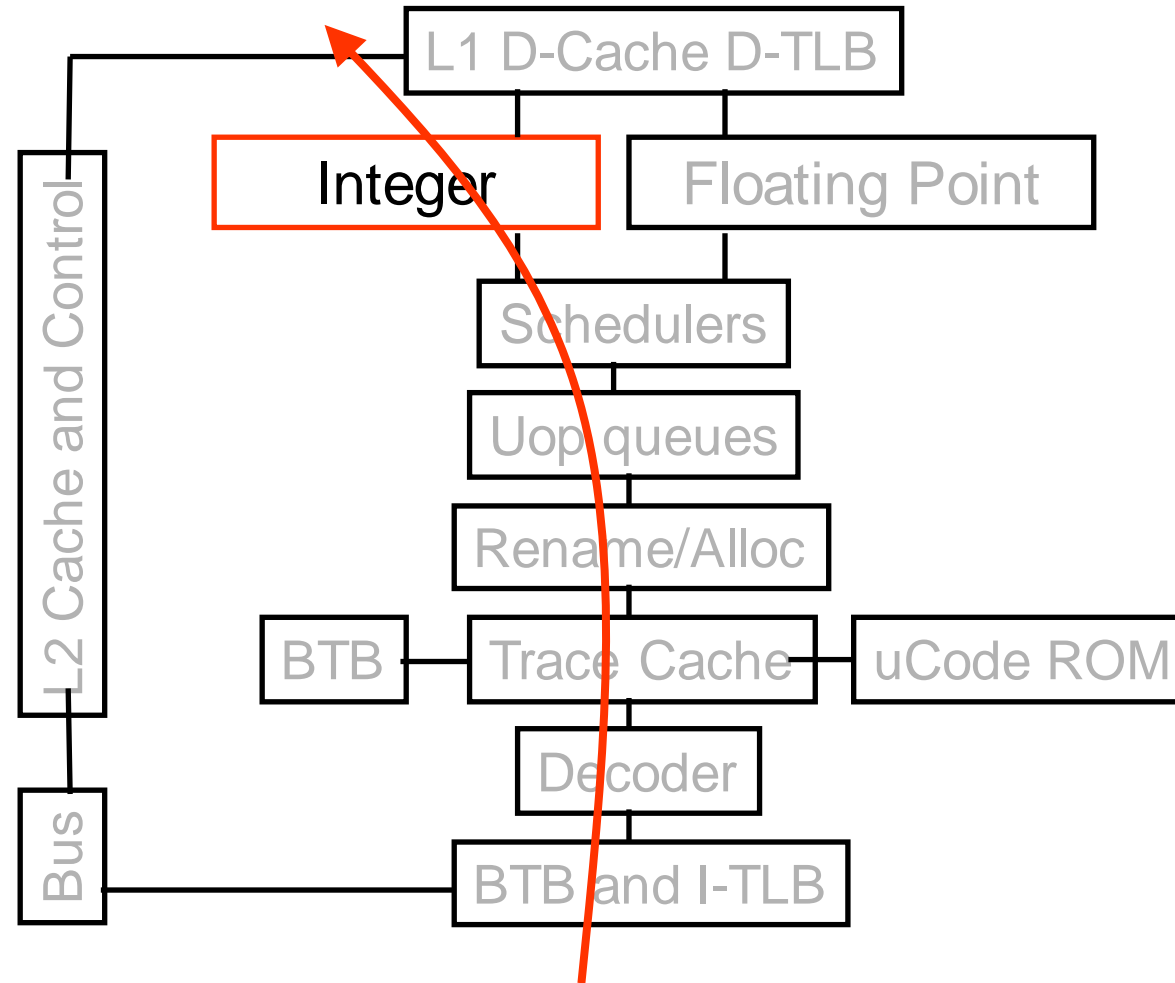 L1 D-Cache D-TLB
Integer
Floating Point
L2 Cache and Control
Schedulers
Uop queues
Rename/Alloc
BTB
Trace Cache
uCode ROM
Decoder
Bus
BTB and I-TLB